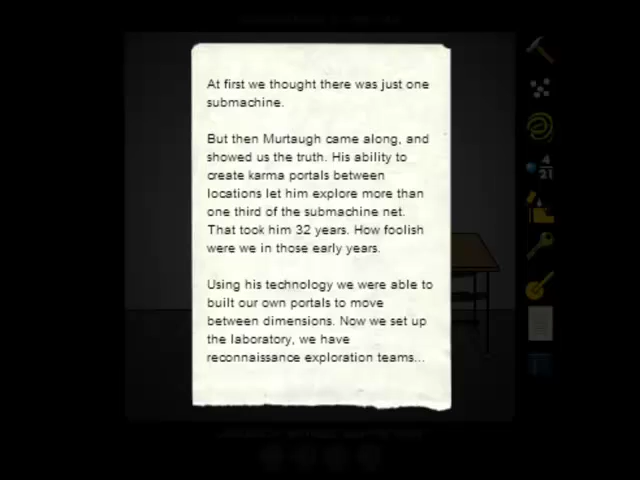 At first we thought there was just one
submachine.
But then Murtaugh came along, and
showed us the truth. His ability to
create karma portals between
locations let him explore more than
one third of the submachine net.
That took him 32 years. How foolish
were we in those early years.
Using his technology we were able to
built our own portals to move
between dimensions. Now we set up
the laboratory, we have
reconnaissance exploration teams...
4
21